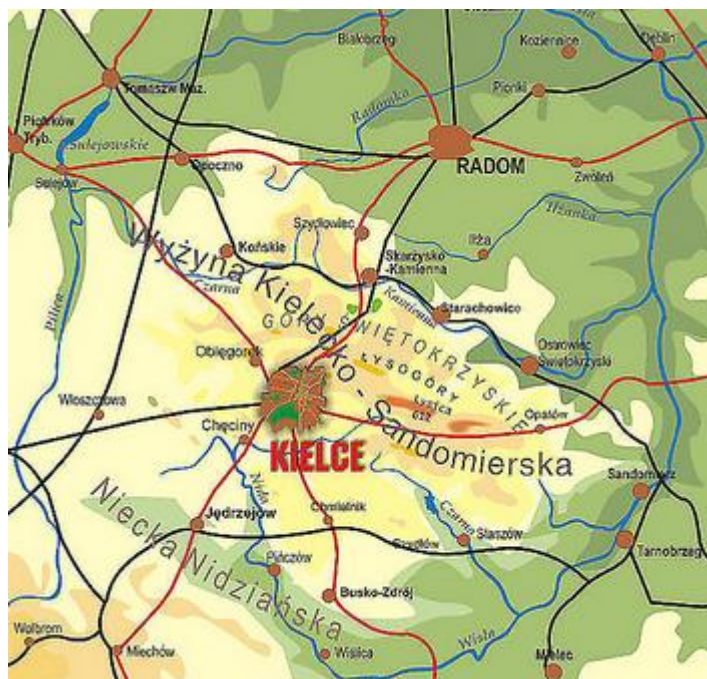 Białobrzegi
Kozienice
Dęblin
Tomaszw Maz.
Pionki
Radomka
Piotrków
Tryb.
Sulejowskie
Opoczno
RADOM
Zwoleń
Sulejów
Iłżanka
Szydłowiec
Końskie
Iłża
Wyżyna Kielecko - Sandomierska
Skarżysko
-Kamienna
Czarna
Kamienna
Starachowice
Pilica
GÓRY ŚWIĘTOKRZYSKIE
Oblęgorek
ŁYSOGÓRY
Ostrowiec
Świętokrzyski
Łysica
612
Włoszczowa
Opatów
Chęciny
KIELCE
Sandomierz
Nida
Niecka Nidziańska
Jędrzejów
Chmielnik
Czarna
Staszów
Szydłów
Tarnobrzeg
Pińczów
Busko-Zdrój
Wolbrom
Miechów
Wiślica
Wisła
Mielec